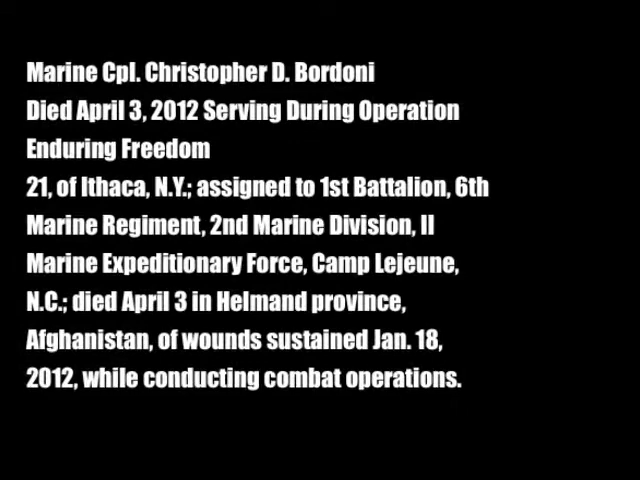 Marine Cpl. Christopher D. Bordoni
Died April 3, 2012 Serving During Operation
Enduring Freedom
21, of Ithaca, N.Y.; assigned to 1st Battalion, 6th
Marine Regiment, 2nd Marine Division, II
Marine Expeditionary Force, Camp Lejeune,
N.C.; died April 3 in Helmand province,
Afghanistan, of wounds sustained Jan. 18,
2012, while conducting combat operations.